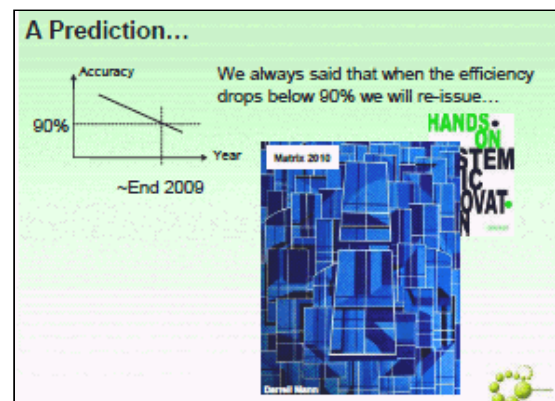 A Prediction...
Accuracy
We always said that when the efficiency
drops below 90% we will re-issue...
90%
Year
~End 2009
HANDS•
ON
STEM
IC
OVAT•
N
Matrix 2010
Darrell Mann